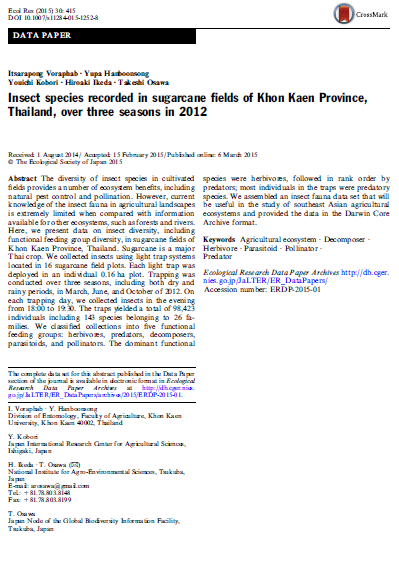 Ecol Res (2015) 30: 415
DOI 10.1007/s11284-015-1252-8
CrossMark
DATA PAPER
Itsarapong Voraphab · Yupa Hanboonsong
Youichi Kobori · Hiroaki Ikeda · Takeshi Osawa
Insect species recorded in sugarcane fields of Khon Kaen Province,
Thailand, over three seasons in 2012
Received: 1 August 2014 / Accepted: 15 February 2015 / Published online: 6 March 2015
© The Ecological Society of Japan 2015
Abstract The diversity of insect species in cultivated
fields provides a number of ecosystem benefits, including
natural pest control and pollination. However, current
knowledge of the insect fauna in agricultural landscapes
is extremely limited when compared with information
available for other ecosystems, such as forests and rivers.
Here, we present data on insect diversity, including
functional feeding group diversity, in sugarcane fields of
Khon Kaen Province, Thailand. Sugarcane is a major
Thai crop. We collected insects using light trap systems
located in 16 sugarcane field plots. Each light trap was
deployed in an individual 0.16 ha plot. Trapping was
conducted over three seasons, including both dry and
rainy periods, in March, June, and October of 2012. On
each trapping day, we collected insects in the evening
from 18:00 to 19:30. The traps yielded a total of 98,423
individuals including 143 species belonging to 26 fa-
milies. We classified collections into five functional
feeding groups: herbivores, predators, decomposers,
parasitoids, and pollinators. The dominant functional
species were herbivores, followed in rank order by
predators; most individuals in the traps were predatory
species. We assembled an insect fauna data set that will
be useful in the study of southeast Asian agricultural
ecosystems and provided the data in the Darwin Core
Archive format.
Keywords Agricultural ecosystem · Decomposer ·
Herbivore · Parasitoid · Pollinator ·
Predator
Ecological Research Data Paper Archives http://db.cger.
nies.go.jp/JaLTER/ER_DataPapers/
Accession number: ERDP-2015-01
The complete data set for this abstract published in the Data Paper
section of the journal is available in electronic format in Ecological
Research Data Paper Archives at http://db.cger.nies.
go.jp/JaLTER/ER_DataPapers/archives/2015/ERDP-2015-01.
I. Voraphab · Y. Hanboonsong
Division of Entomology, Faculty of Agriculture, Khon Kaen
University, Khon Kaen 40002, Thailand
Y. Kobori
Japan International Research Center for Agricultural Sciences,
Ishigaki, Japan
H. Ikeda · T. Osawa (✉)
National Institute for Agro-Environmental Sciences, Tsukuba,
Japan
E-mail: arosawa@gmail.com
Tel.: +81.78.803.8148
Fax: +81.78.803.8199
T. Osawa
Japan Node of the Global Biodiversity Information Facility,
Tsukuba, Japan